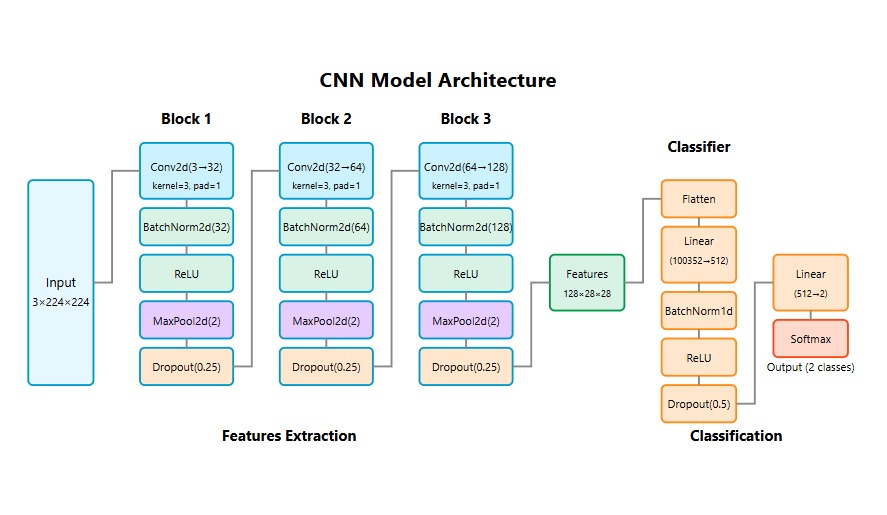 CNN Model Architecture
Block 1
Conv2d(3→32)
kernel=3, pad=1
BatchNorm2d(32)
ReLU
MaxPool2d(2)
Dropout(0.25)
Block 2
Conv2d(32→64)
kernel=3, pad=1
BatchNorm2d(64)
ReLU
MaxPool2d(2)
Dropout(0.25)
Block 3
Conv2d(64→128)
kernel=3, pad=1
BatchNorm2d(128)
ReLU
MaxPool2d(2)
Dropout(0.25)
Input
3×224×224
Features
128×28×28
Classifier
Flatten
Linear
(100352→512)
BatchNorm1d
ReLU
Dropout(0.5)
Linear
(512→2)
Softmax
Output (2 classes)
Features Extraction
Classification